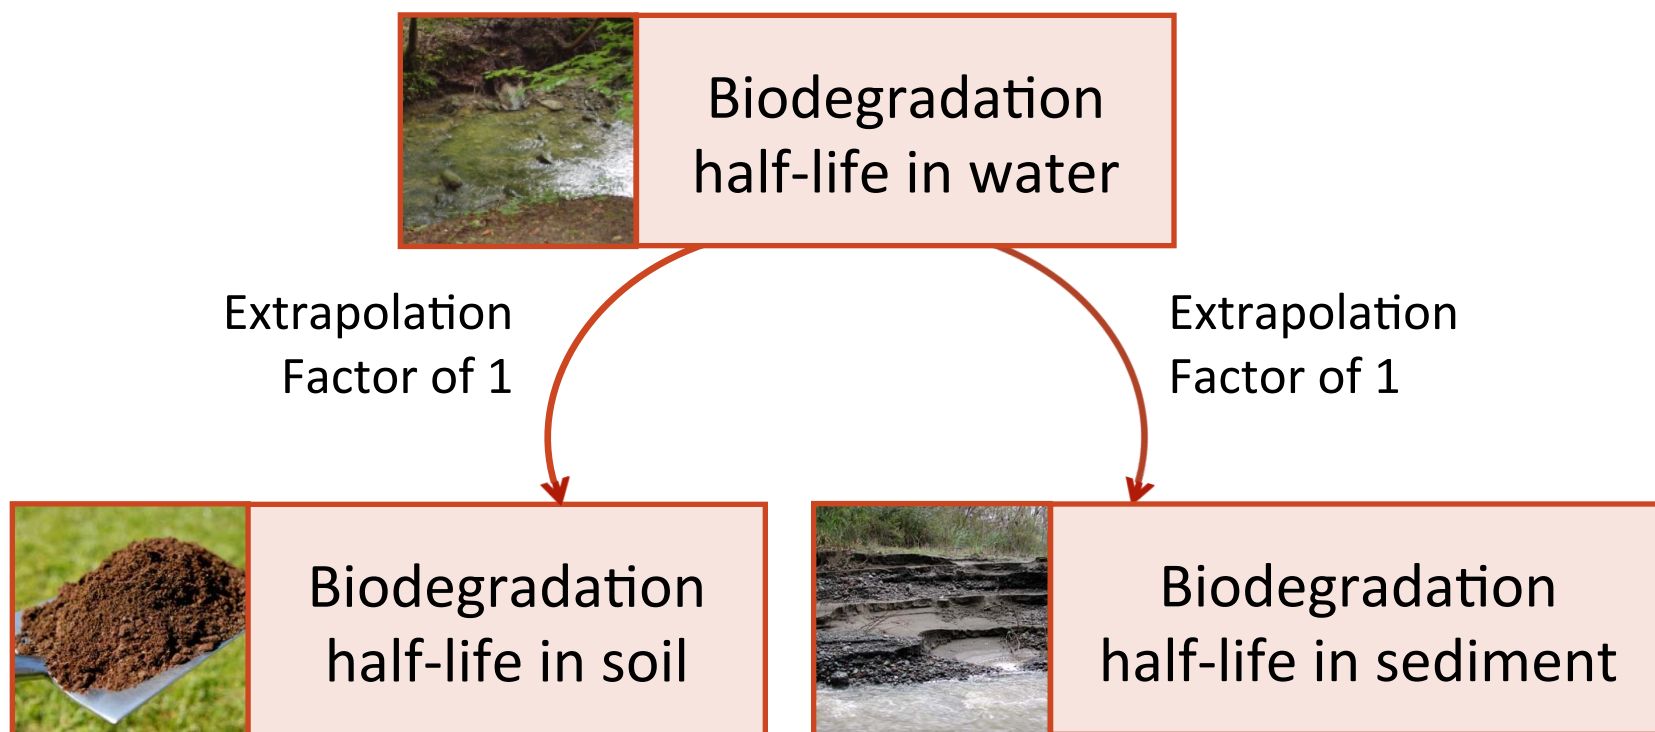 Biodegradation
half-life in water
Extrapolation
Factor of 1
Extrapolation
Factor of 1
Biodegradation
half-life in soil
Biodegradation
half-life in sediment